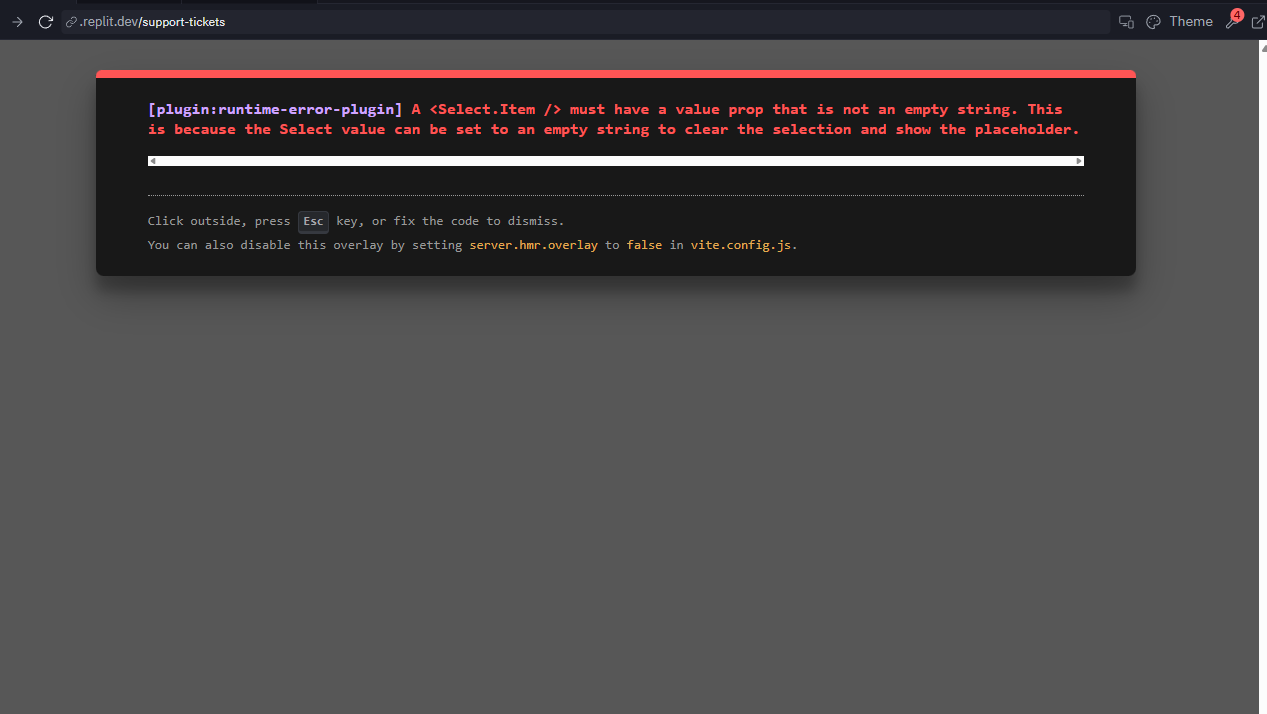 .replit.dev/support-tickets
Theme
4
[plugin:runtime-error-plugin] A <Select.Item /> must have a value prop that is not an empty string. This
is because the Select value can be set to an empty string to clear the selection and show the placeholder.
Click outside, press Esc key, or fix the code to dismiss.
You can also disable this overlay by setting server.hmr.overlay to false in vite.config.js.